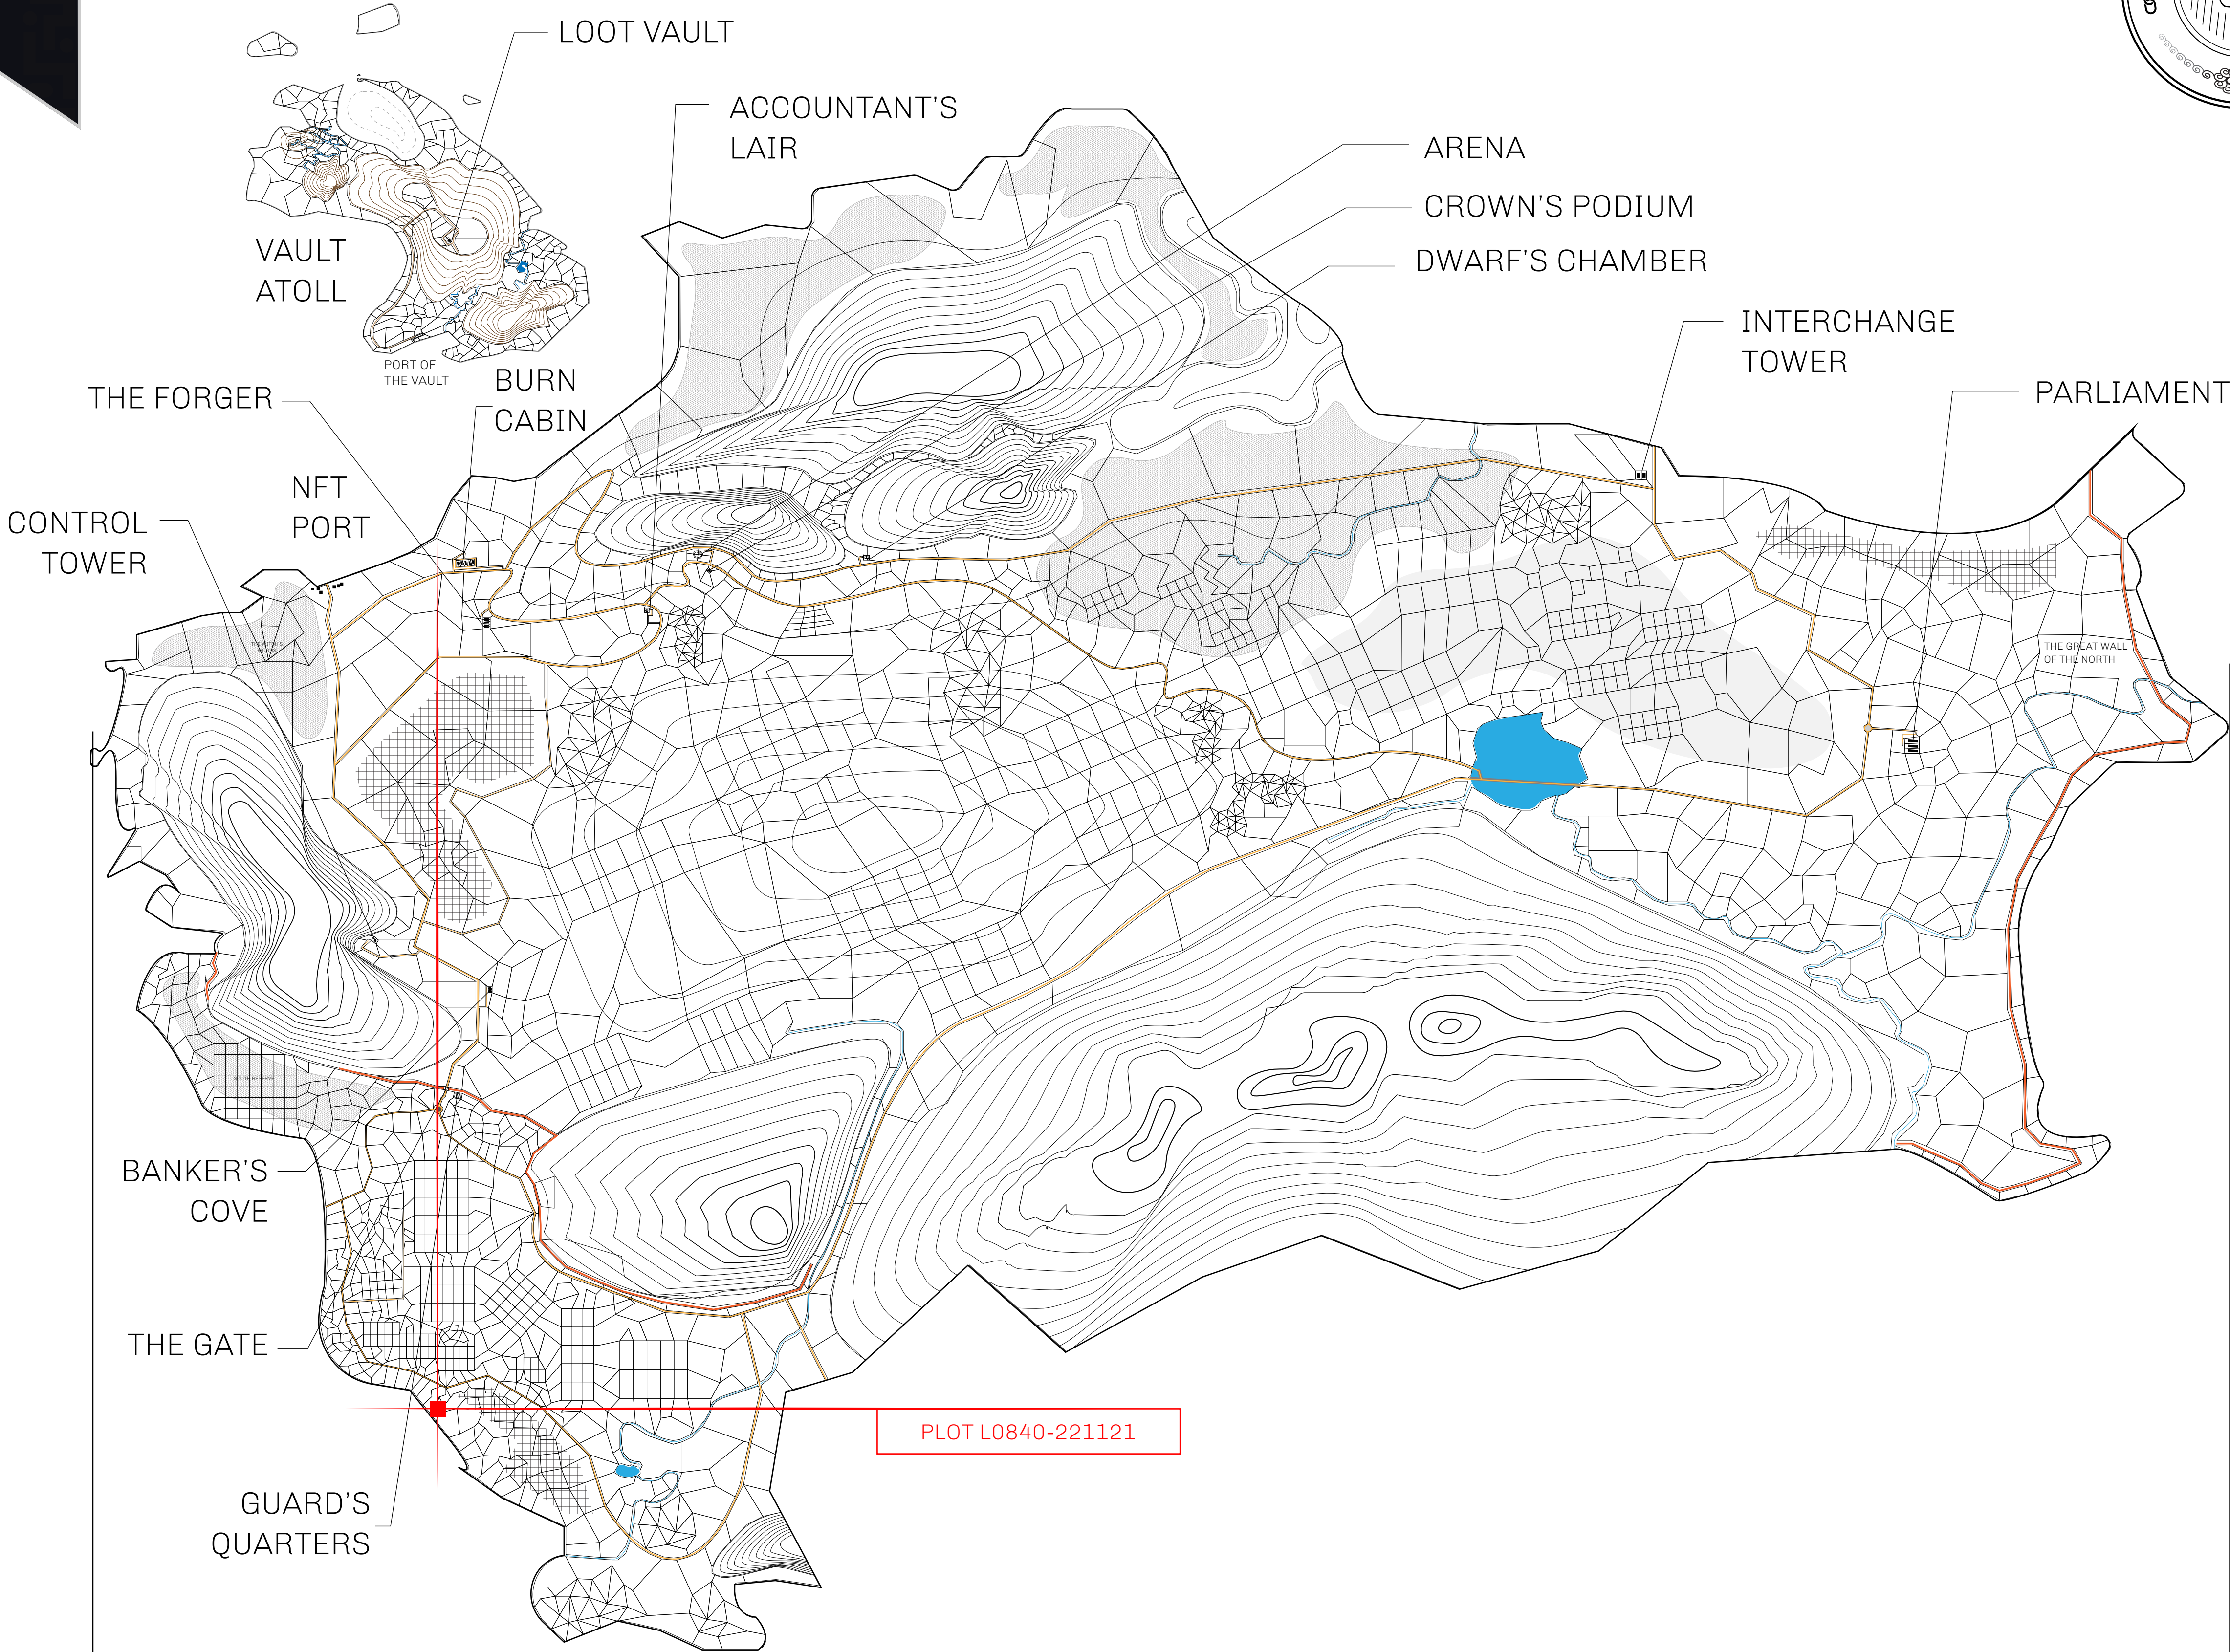 LOOT VAULT
ACCOUNTANT'S
LAIR
ARENA
CROWN'S PODIUM
DWARF'S CHAMBER
VAULT
ATOLL
INTERCHANGE
TOWER
PORT OF
THE VAULT
BURN
CABIN
THE FORGER
PARLIAMENT
NFT
PORT
CONTROL
TOWER
THE GREAT WALL
OF THE NORTH
SOUTH RESERVE
BANKER'S
COVE
THE GATE
PLOT L0840-221121
GUARD'S
QUARTERS